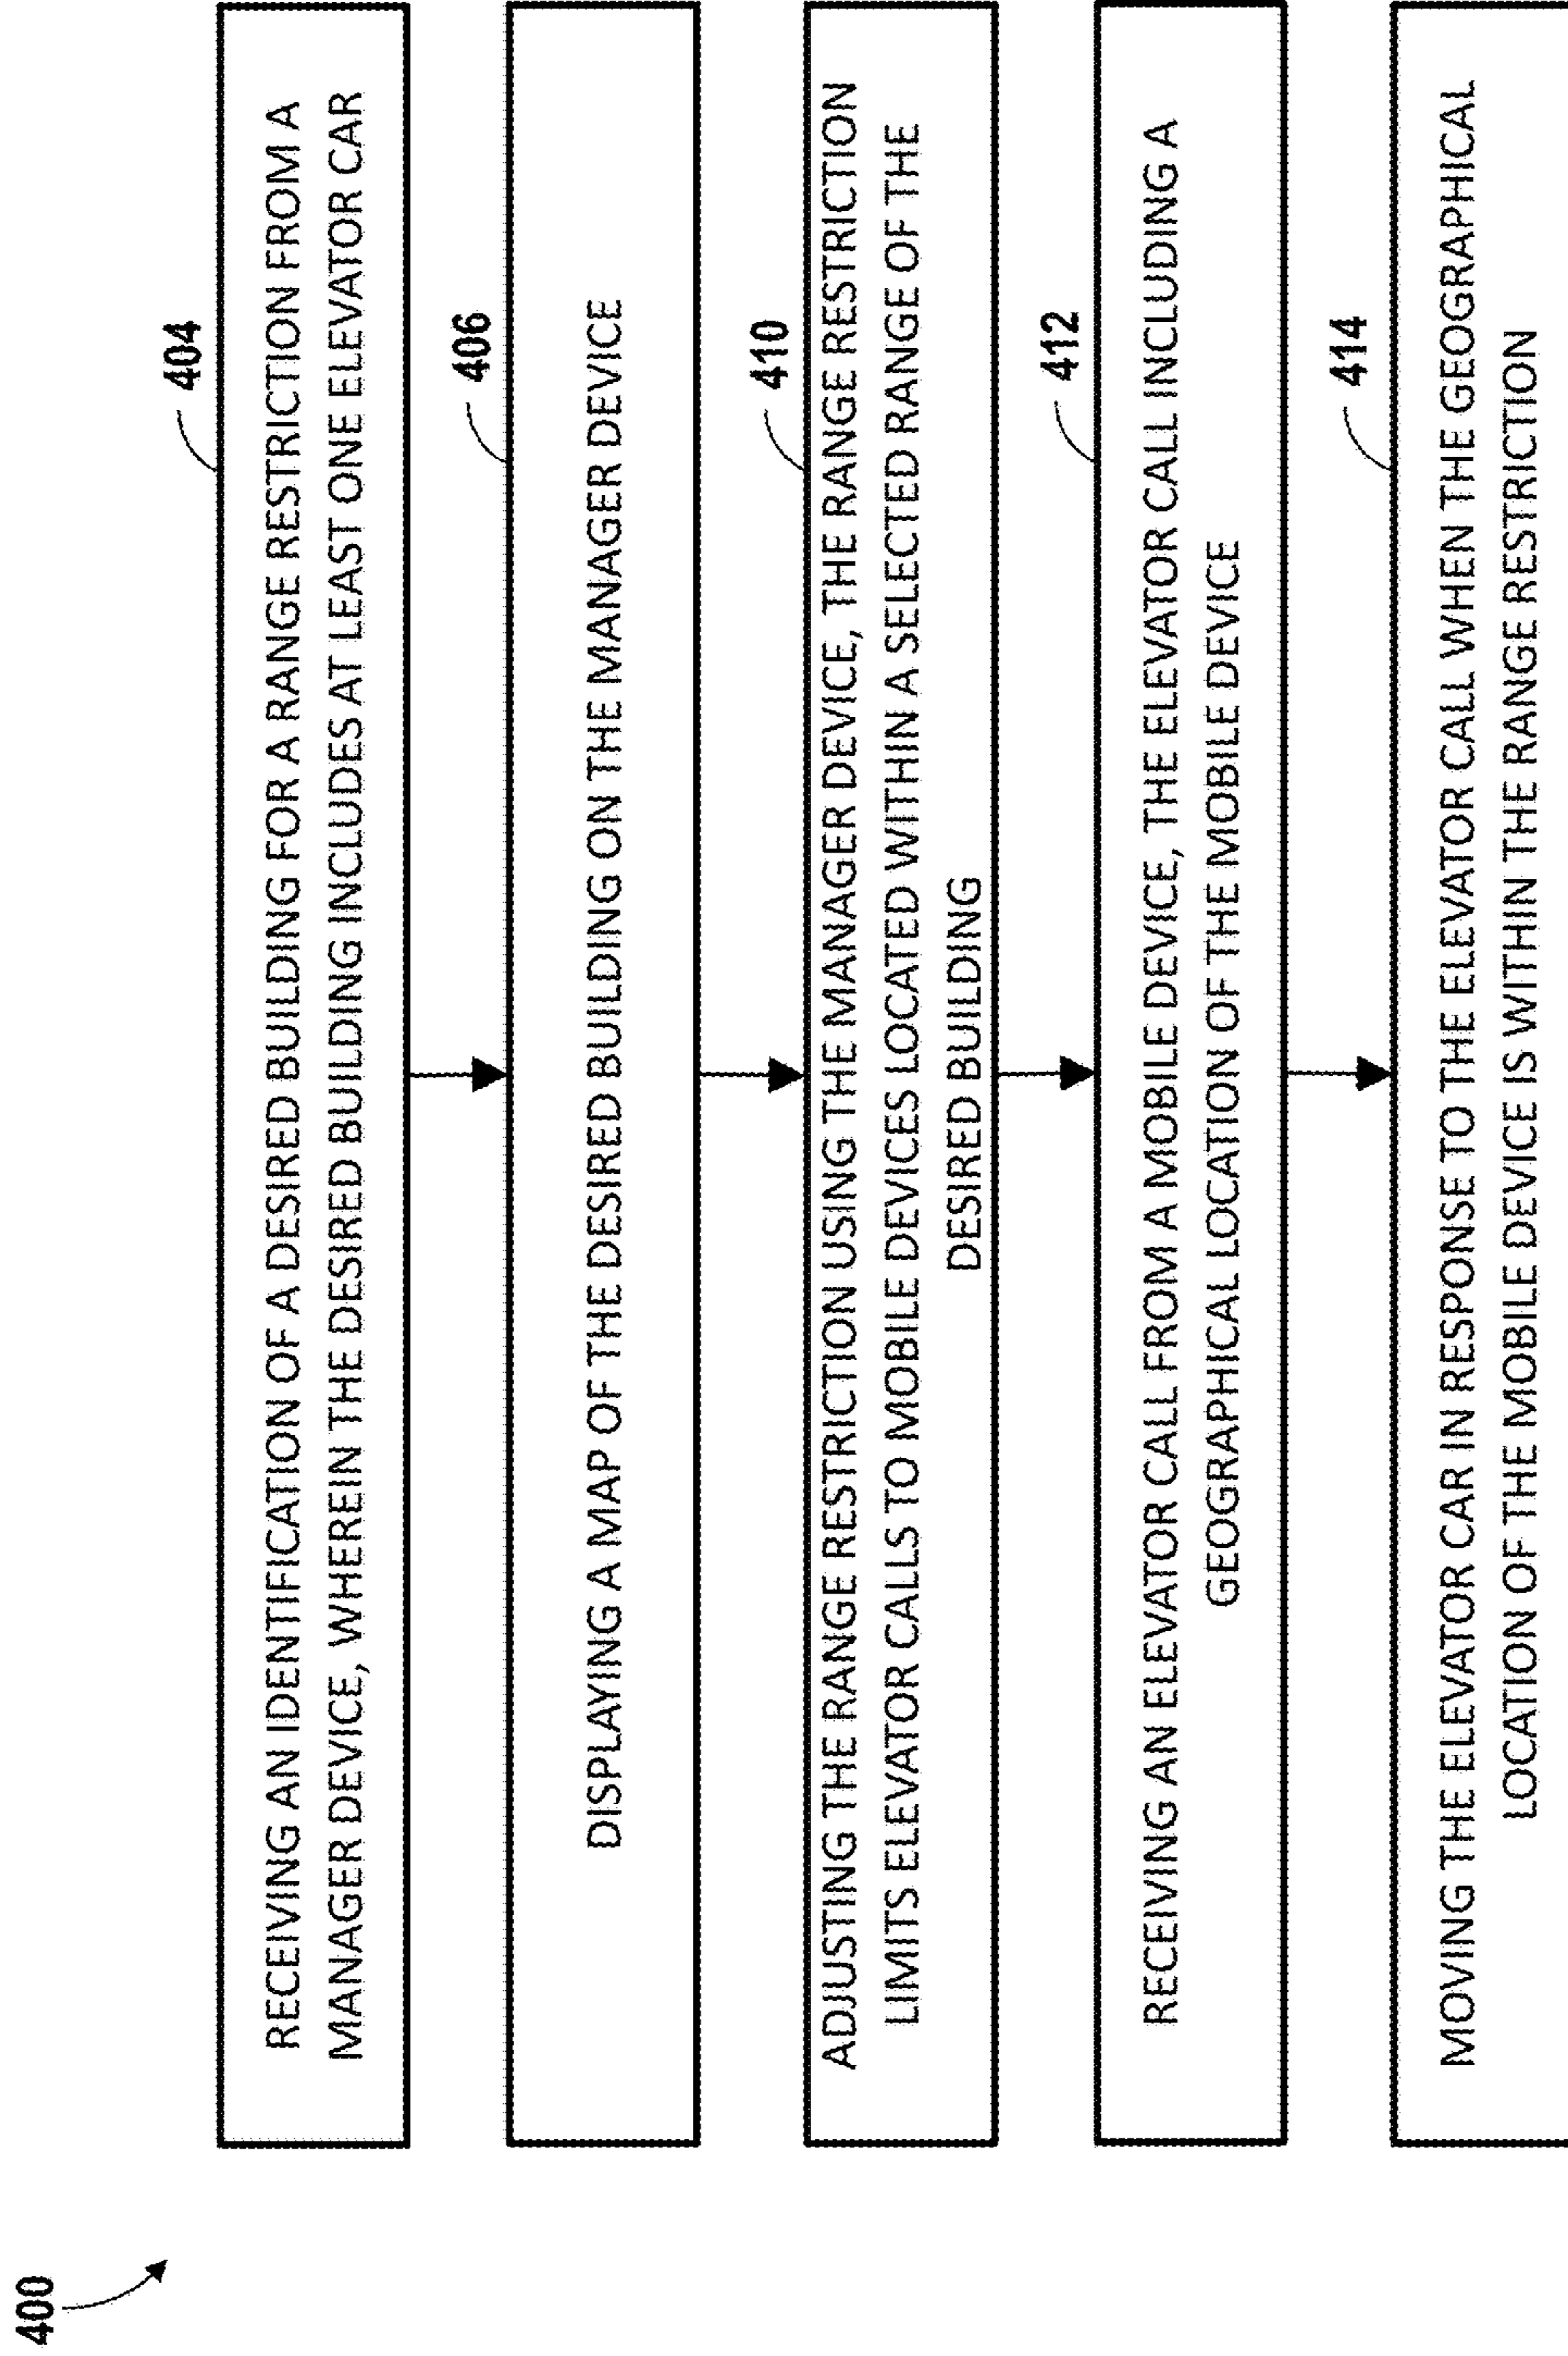 400
404
RECEIVING AN IDENTIFICATION OF A DESIRED BUILDING FOR A RANGE RESTRICTION FROM A
MANAGER DEVICE, WHEREIN THE DESIRED BUILDING INCLUDES AT LEAST ONE ELEVATOR CAR
406
DISPLAYING A MAP OF THE DESIRED BUILDING ON THE MANAGER DEVICE
410
ADJUSTING THE RANGE RESTRICTION USING THE MANAGER DEVICE, THE RANGE RESTRICTION
LIMITS ELEVATOR CALLS TO MOBILE DEVICES LOCATED WITHIN A SELECTED RANGE OF THE
DESIRED BUILDING
412
RECEIVING AN ELEVATOR CALL FROM A MOBILE DEVICE, THE ELEVATOR CALL INCLUDING A
GEOGRAPHICAL LOCATION OF THE MOBILE DEVICE
414
MOVING THE ELEVATOR CAR IN RESPONSE TO THE ELEVATOR CALL WHEN THE GEOGRAPHICAL
LOCATION OF THE MOBILE DEVICE IS WITHIN THE RANGE RESTRICTION